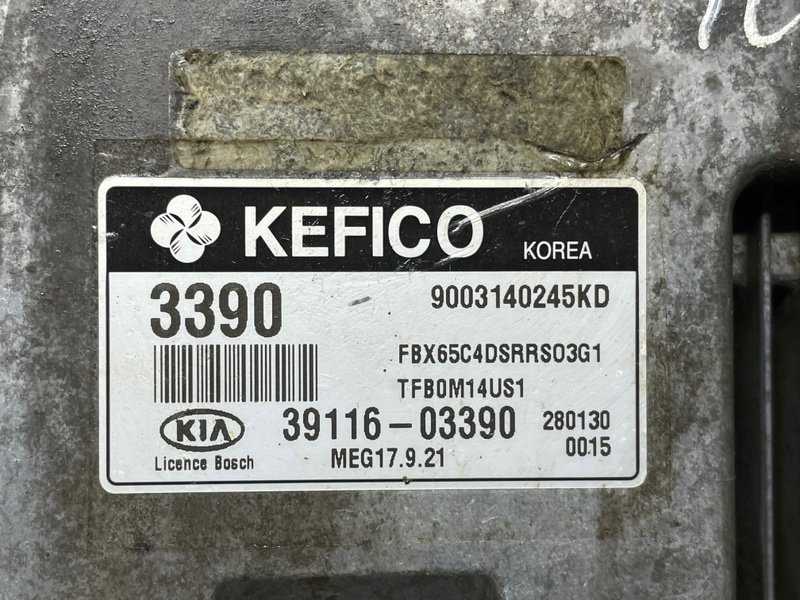 KEFICO KOREA
3390 9003140245KD
FBX65C4DSRRS03G1
TFB0M14US1
KIA 39116-03390 280130
Licence Bosch MEG17.9.21 0015